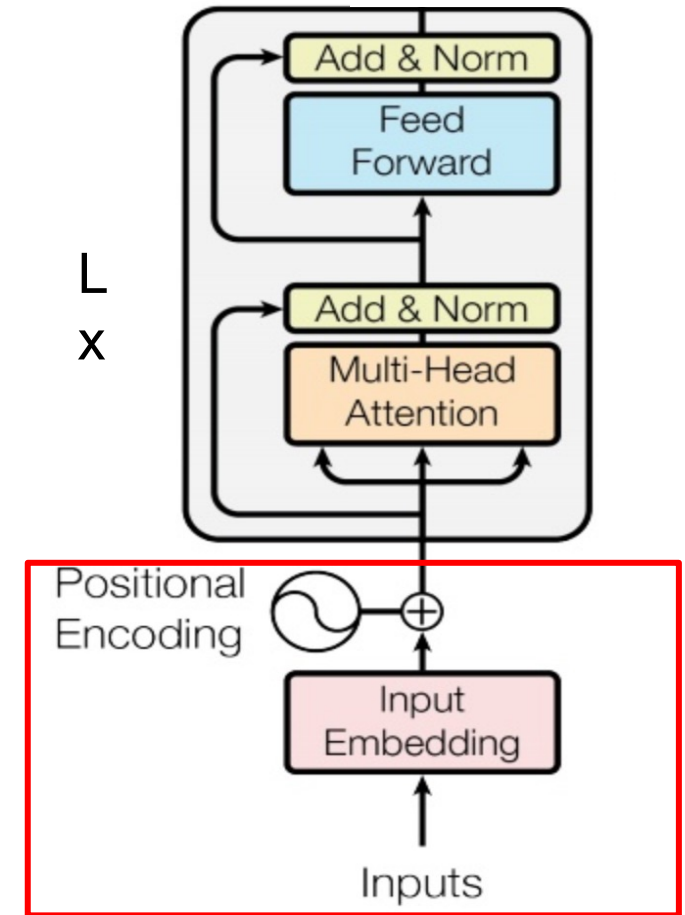 Add & Norm
Feed
Forward
L
x
Add & Norm
Multi-Head
Attention
Positional
Encoding
Input
Embedding
Inputs